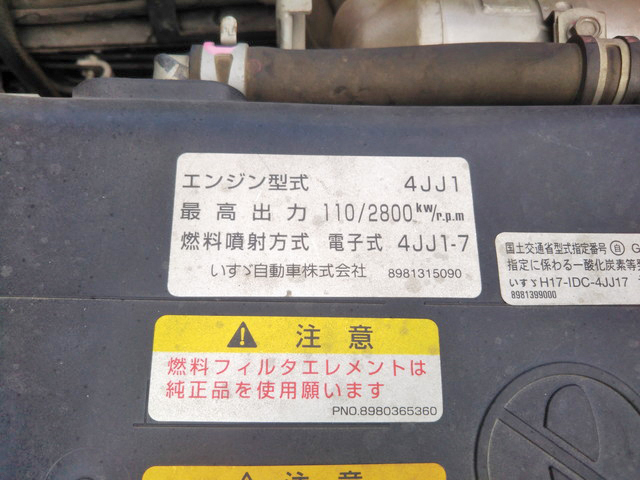 エンジン型式 4JJ1
最高出力 110/2800 kw/r.p.m
燃料噴射方式 電子式 4JJ1-7
いすゞ自動車株式会社 8981315090
国土交通省型式指定番号 自 G
指定に係わる一酸化炭素等
いすゞH17-IDC-4JJ17
8981399000
注意
燃料フィルタエレメントは
純正品を使用願います
PNO.8980365360
注意